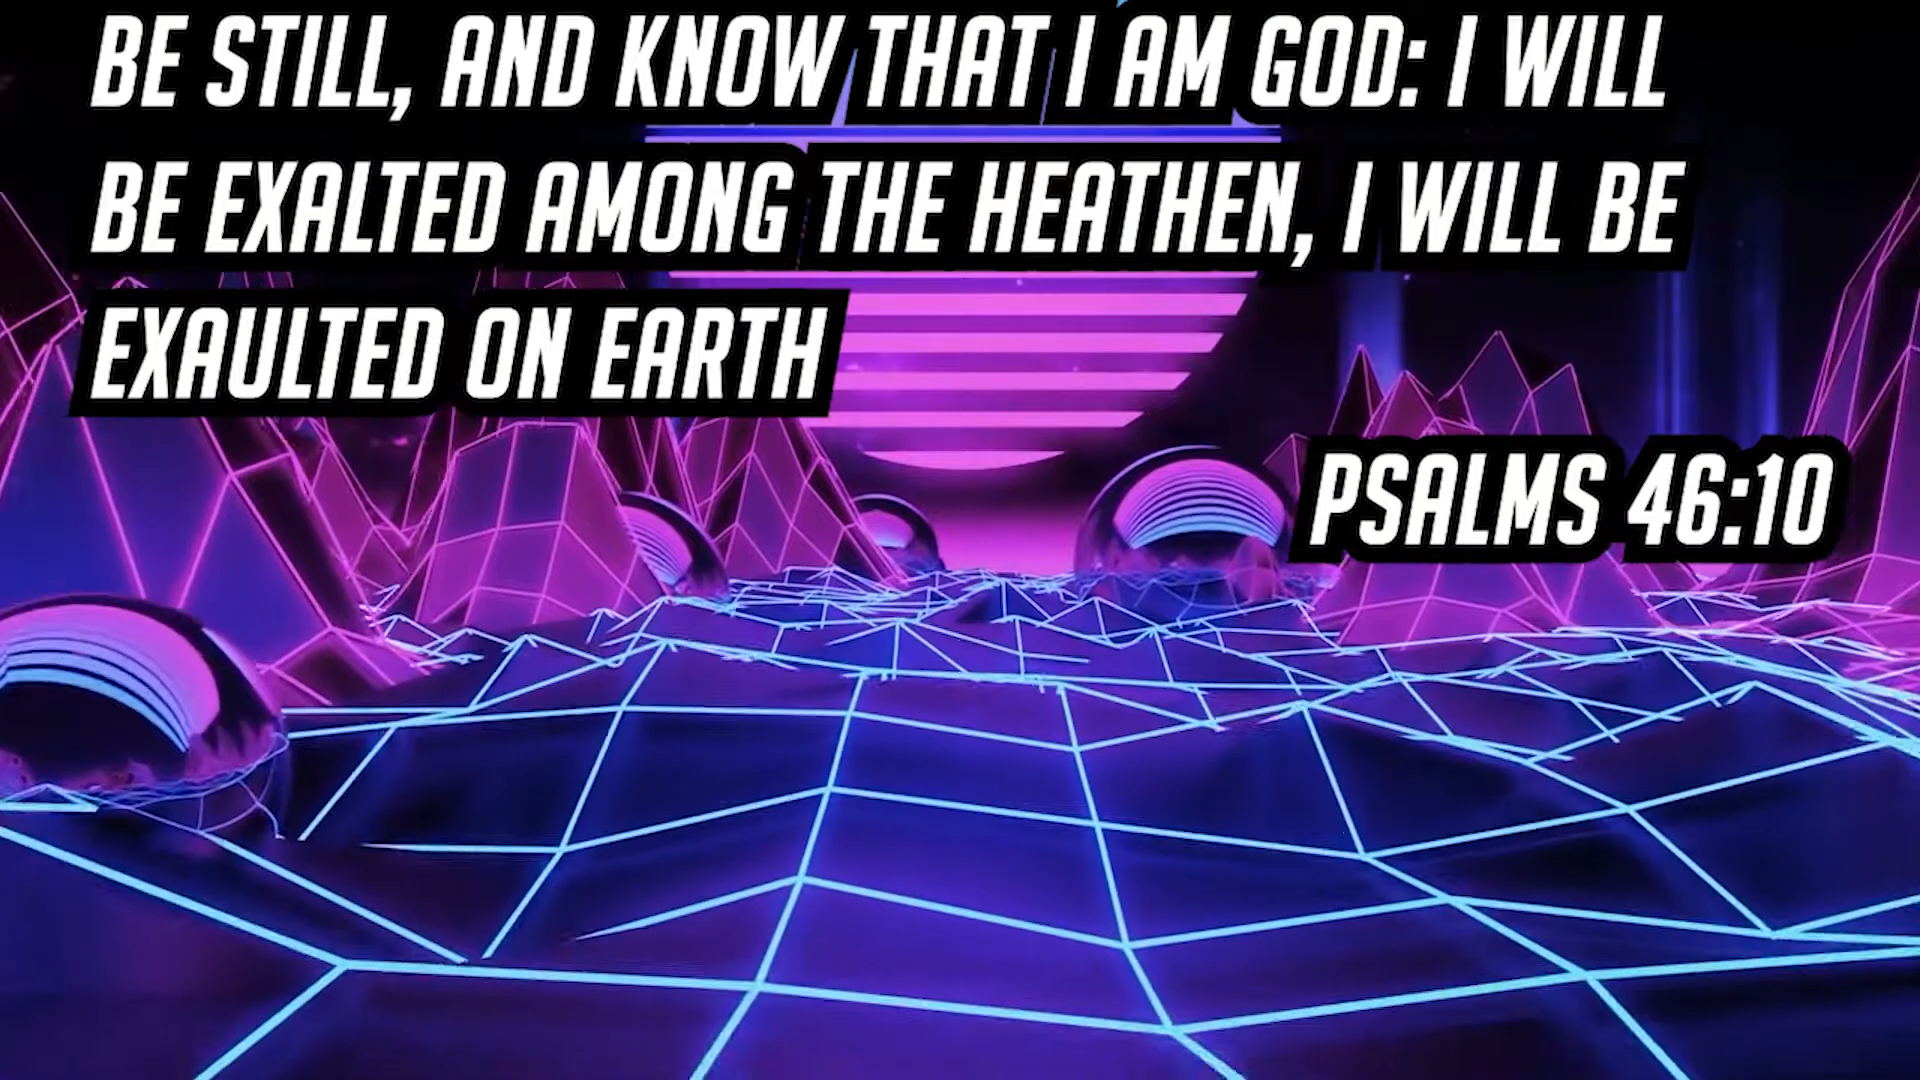 BE STILL, AND KNOW THAT I AM GOD: I WILL
BE EXALTED AMONG THE HEATHEN, I WILL BE
EXAULTED ON EARTH
PSALMS 46:10